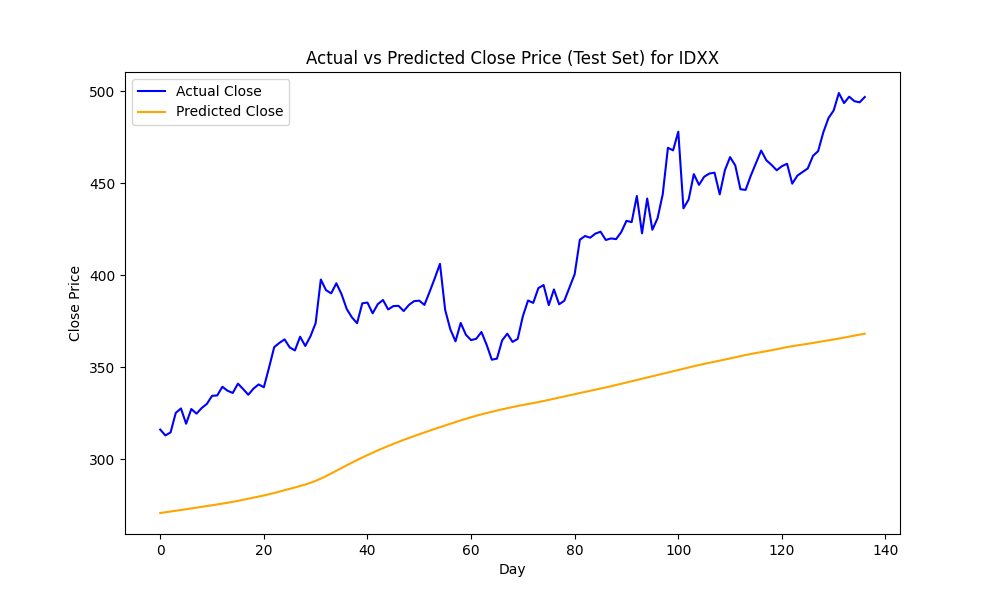 Actual vs Predicted Close Price (Test Set) for IDXX
Actual Close
Predicted Close
Close Price
500
450
400
350
300
0 20 40 60 80 100 120 140
Day